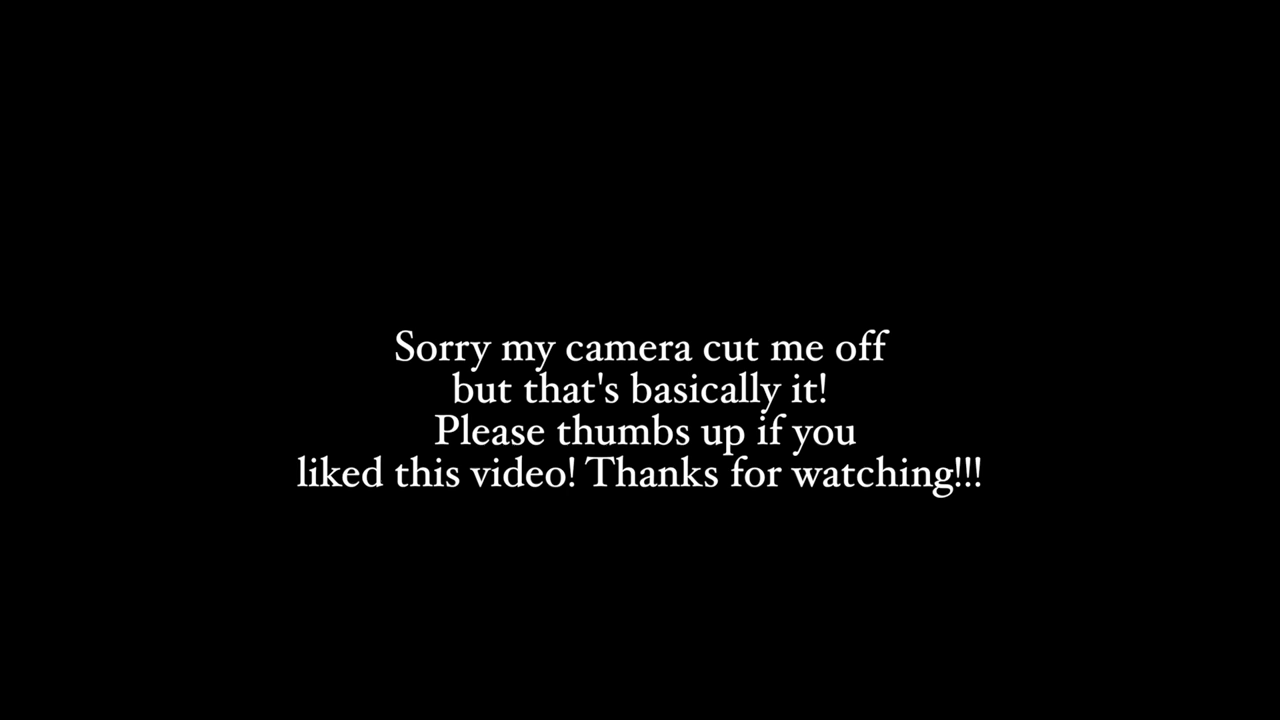 Sorry my camera cut me off
but that's basically it!
Please thumbs up if you
liked this video! Thanks for watching!!!